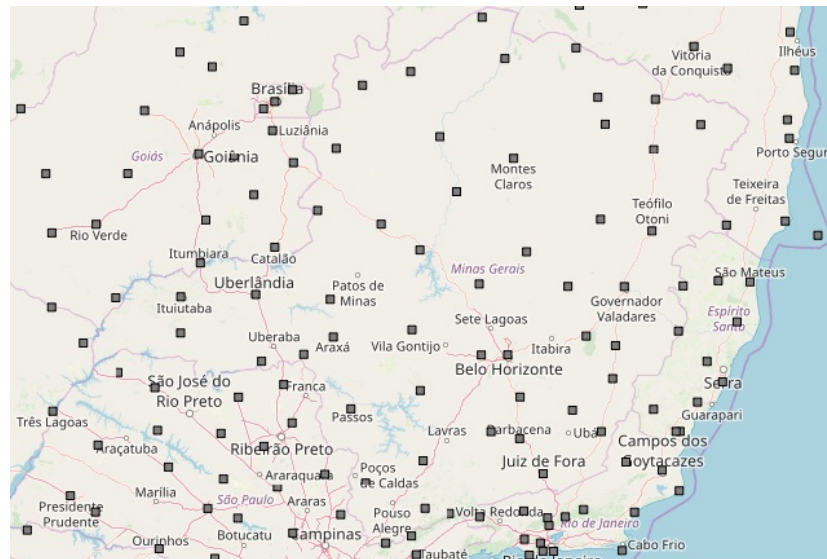 Ilhéus
Vitória
da Conquista
Brasília
Anápolis
Luziânia
Goiás
Goiânia
Porto Segur
Montes
Claros
Teixeira
de Freitas
Teófilo
Otoni
Rio Verde
Itumbiara
Catalão
Minas Gerais
São Mateus
Uberlândia
Patos de
Minas
Ituiutaba
Governador
Valadares
Espírito
Santo
Sete Lagoas
Uberaba
Araxá
Vila Gontijo
Itabira
Belo Horizonte
São José do
Rio Preto
Franca
Serra
Três Lagoas
Passos
Guarapari
Araçatuba
Ribeirão Preto
Lavras
Barbacena
Ubá
Campos dos
Goytacazes
Juiz de Fora
Araraquara
Poços
de Caldas
Marília
São Paulo
Araras
Presidente
Prudente
Pouso
Alegre
Volta Redonda
Rio de Janeiro
Ourinhos
Botucatu
Campinas
Taubaté
Cabo Frio
Rio de Janeiro